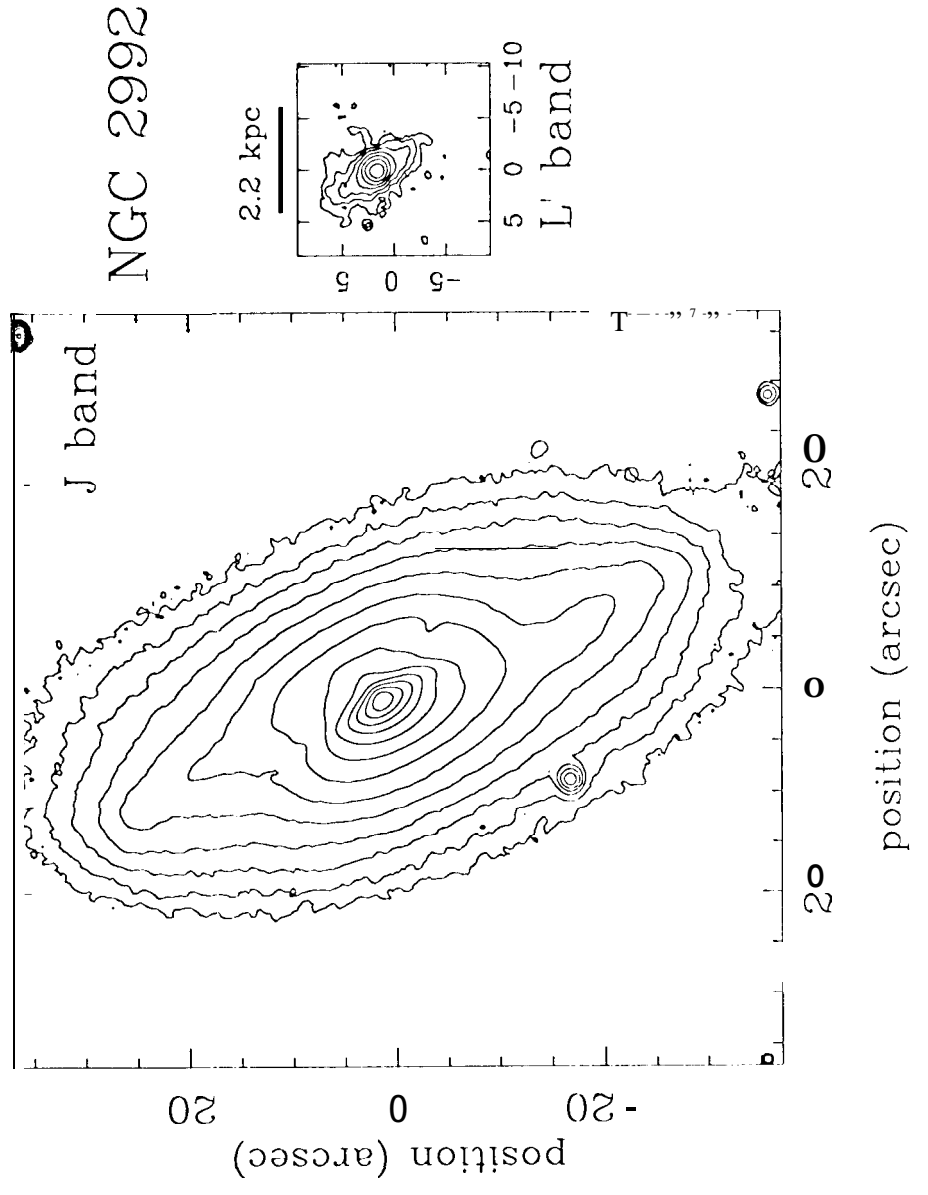 NGC 2992
2.2 kpc
5 0 -5
5 0 -5 -10
L' band
J band
T
20 0 20
position (arcsec)
20 0 -20
position (arcsec)